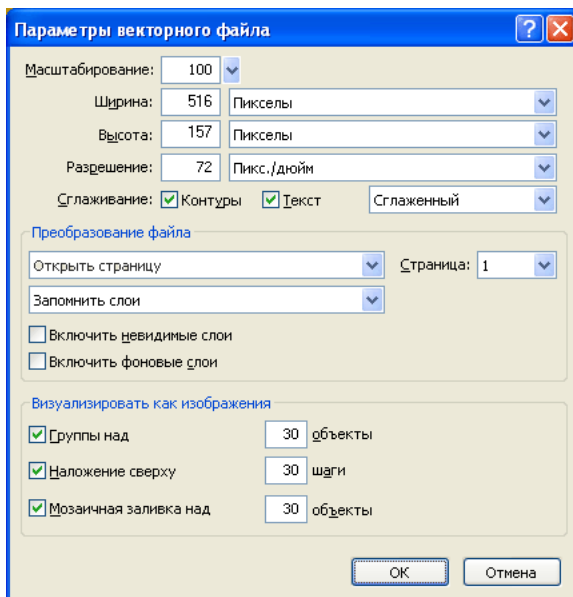 Параметры векторного файла
Масштабирование: 100
Ширина: 516 Пикселы
Высота: 157 Пикселы
Разрешение: 72 Пикс./дюйм
Сглаживание: Контуры Текст Сглаженный
Преобразование файла
Открыть страницу Страница: 1
Запомнить слои
Включить невидимые слои
Включить фоновые слои
Визуализировать как изображения
Группы над 30 объекты
Наложение сверху 30 шаги
Мозаичная заливка над 30 объекты
ОК Отмена